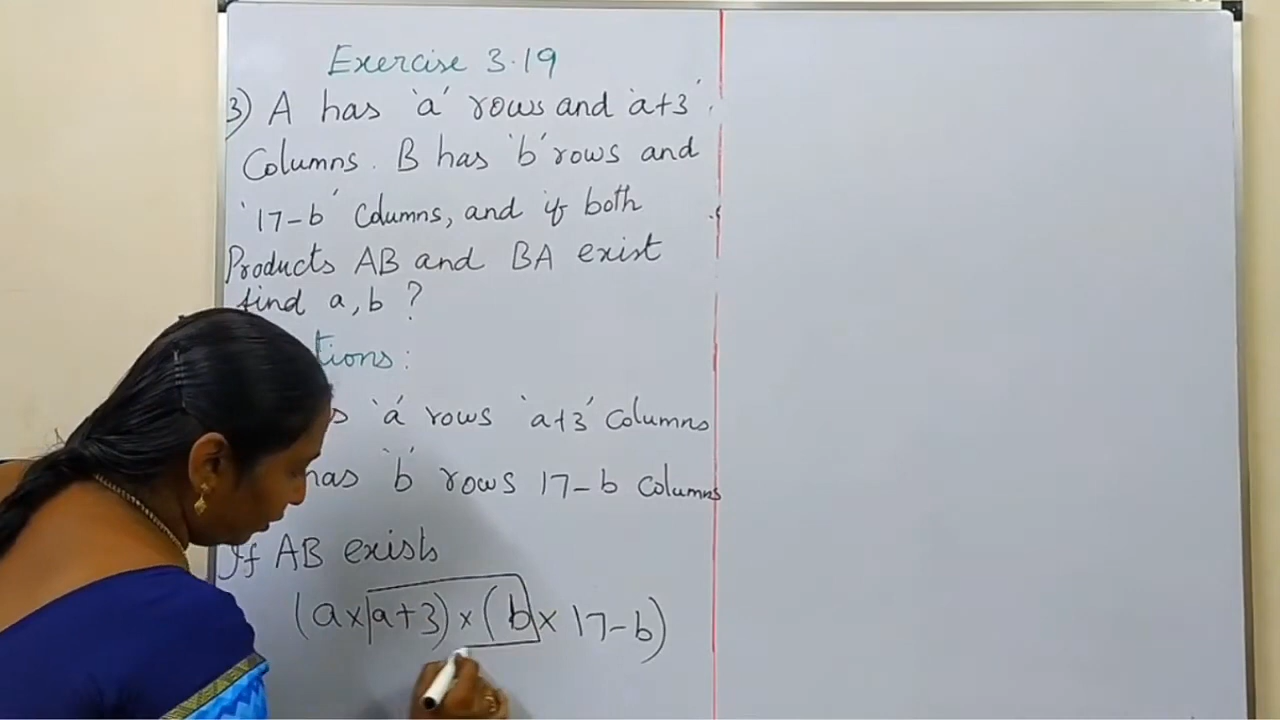 Exercise 3.19
3) A has 'a' rows and 'a+3'
Columns. B has 'b' rows and
'17-b' Columns, and if both
Products AB and BA exist
find a, b ?
tions :
s 'a' rows 'a+3' Columns
has 'b' rows 17-b Columns
If AB exists
(a×a+3)×(b×17-b)